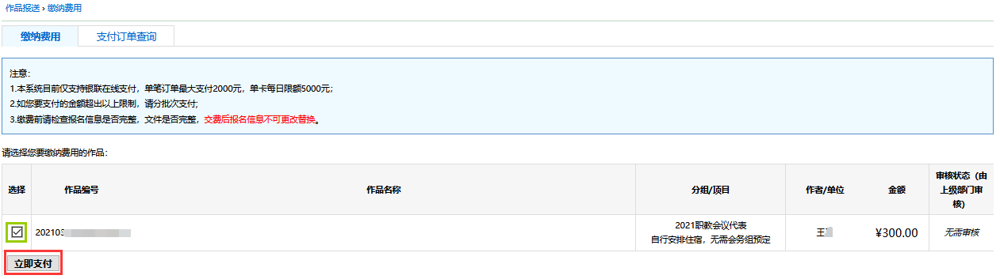 作品报送 › 缴纳费用
缴纳费用 支付订单查询
注意：
1.本系统目前仅支持银联在线支付，单笔订单最大支付2000元，单卡每日限额5000元；
2.如您要支付的金额超出以上限制，请分批次支付；
3.缴费前请检查报名信息是否完整，文件是否完整，交费后报名信息不可更改替换。
请选择您要缴纳费用的作品：
选择 作品编号 作品名称 分组/项目 作者/单位 金额 审核状态（由
上级部门审
核）
202103 2021职教会议代表
自行安排住宿，无需会务组预定 王 ¥300.00 无需审核
立即支付